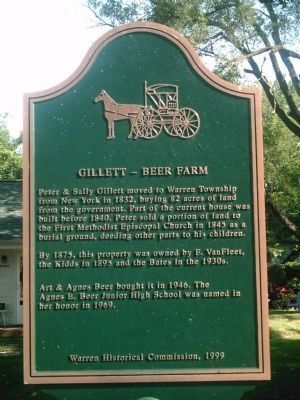 GILLETT – BEER FARM
Peter & Sally Gillett moved to Warren Township
from New York in 1832, buying 82 acres of land
from the government. Part of the current house was
built before 1840. Peter sold a portion of land to
the First Methodist Episcopal Church in 1845 as a
burial ground, deeding other parts to his children.
By 1875, this property was owned by F. VanFleet,
the Kidds in 1893 and the Bates in the 1930s.
Art & Agnes Beer bought it in 1946. The
Agnes E. Beer Junior High School was named in
her honor in 1969.
Warren Historical Commission, 1999